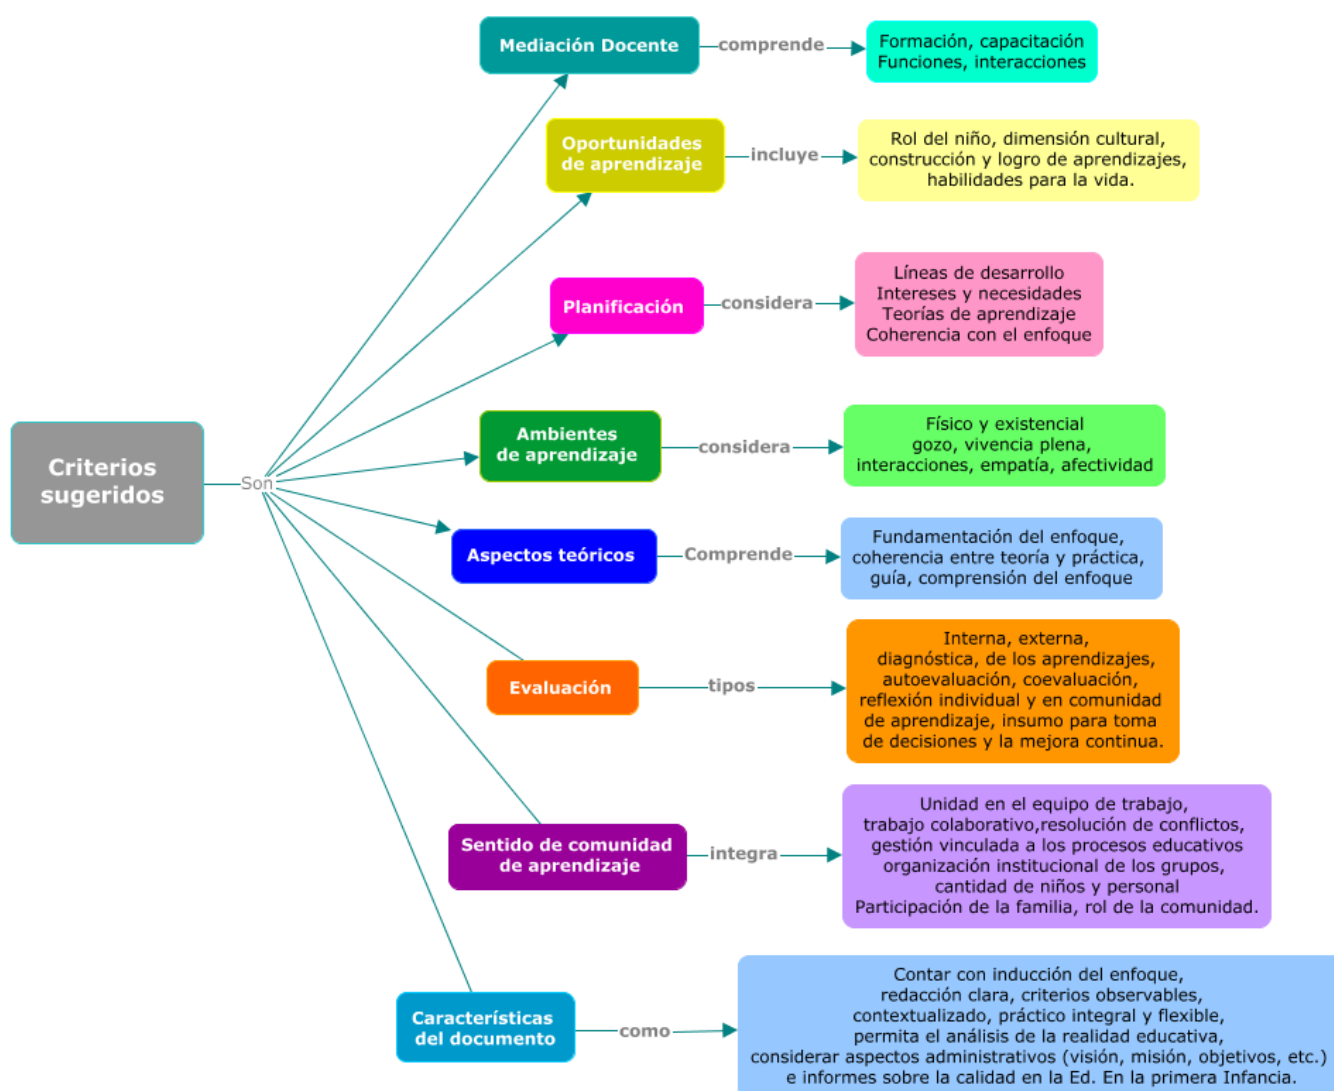 Criterios
sugeridos
Son
Mediación Docente
comprende
Formación, capacitación
Funciones, interacciones
Oportunidades
de aprendizaje
incluye
Rol del niño, dimensión cultural,
construcción y logro de aprendizajes,
habilidades para la vida.
Planificación
considera
Líneas de desarrollo
Intereses y necesidades
Teorías de aprendizaje
Coherencia con el enfoque
Ambientes
de aprendizaje
considera
Físico y existencial
gozo, vivencia plena,
interacciones, empatía, afectividad
Aspectos teóricos
Comprende
Fundamentación del enfoque,
coherencia entre teoría y práctica,
guía, comprensión del enfoque
Evaluación
tipos
Interna, externa,
diagnóstica, de los aprendizajes,
autoevaluación, coevaluación,
reflexión individual y en comunidad
de aprendizaje, insumo para toma
de decisiones y la mejora continua.
Sentido de comunidad
de aprendizaje
integra
Unidad en el equipo de trabajo,
trabajo colaborativo,resolución de conflictos,
gestión vinculada a los procesos educativos
organización institucional de los grupos,
cantidad de niños y personal
Participación de la familia, rol de la comunidad.
Características
del documento
como
Contar con inducción del enfoque,
redacción clara, criterios observables,
contextualizado, práctico integral y flexible,
permita el análisis de la realidad educativa,
considerar aspectos administrativos (visión, misión, objetivos, etc.)
e informes sobre la calidad en la Ed. En la primera Infancia.